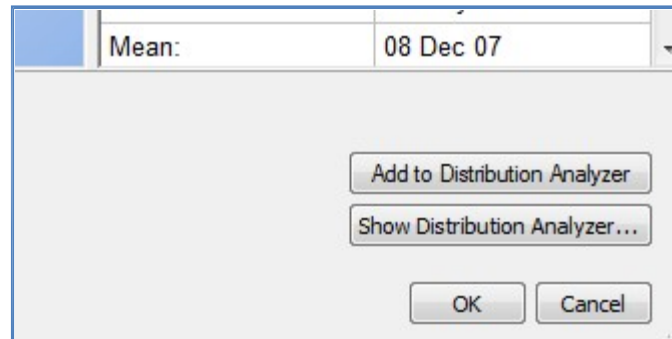 Mean: 08 Dec 07
Add to Distribution Analyzer
Show Distribution Analyzer...
OK Cancel